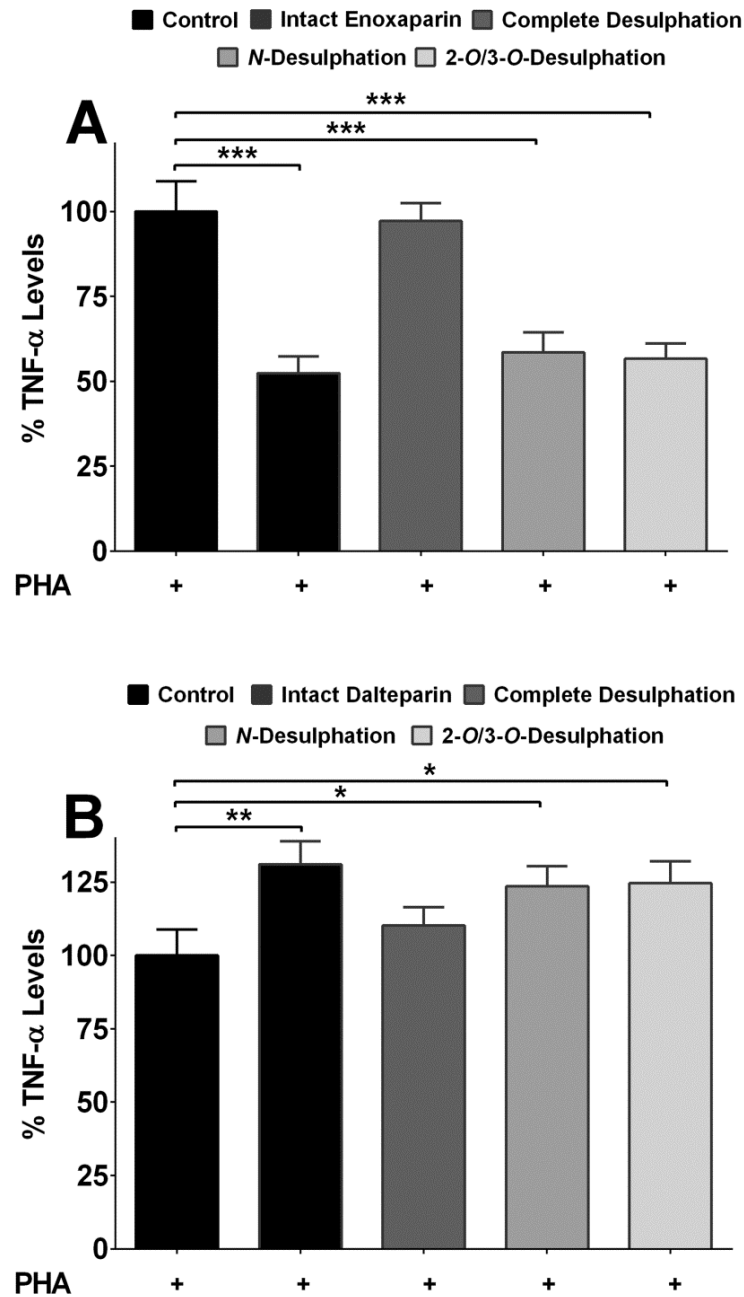 Control Intact Enoxaparin Complete Desulphation
N-Desulphation 2-O/3-O-Desulphation
A
***
***
***
% TNF-α Levels
100
75
50
25
0
PHA + + + + +
Control Intact Dalteparin Complete Desulphation
N-Desulphation 2-O/3-O-Desulphation
B
*
*
**
% TNF-α Levels
125
100
75
50
25
0
PHA + + + + +